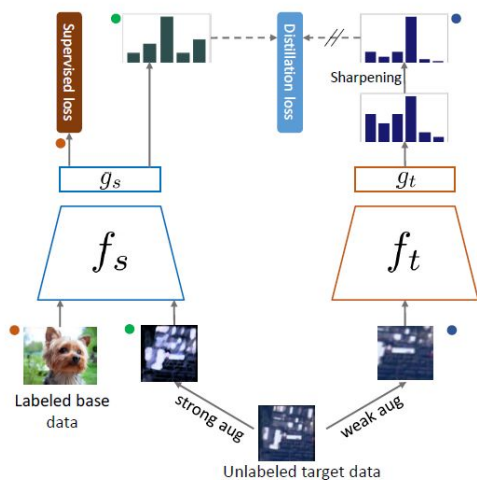 Supervised loss
Distillation loss
Sharpening
g_s
g_t
f_s
f_t
Labeled base
data
strong aug
weak aug
Unlabeled target data